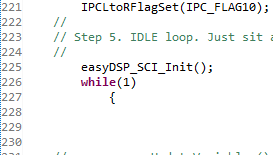 221 IPCLtoRFlagSet(IPC_FLAG10);
222 //
223 // Step 5. IDLE loop. Just sit
224 //
225 easyDSP_SCI_Init();
226 while(1)
227 {
228
229
230